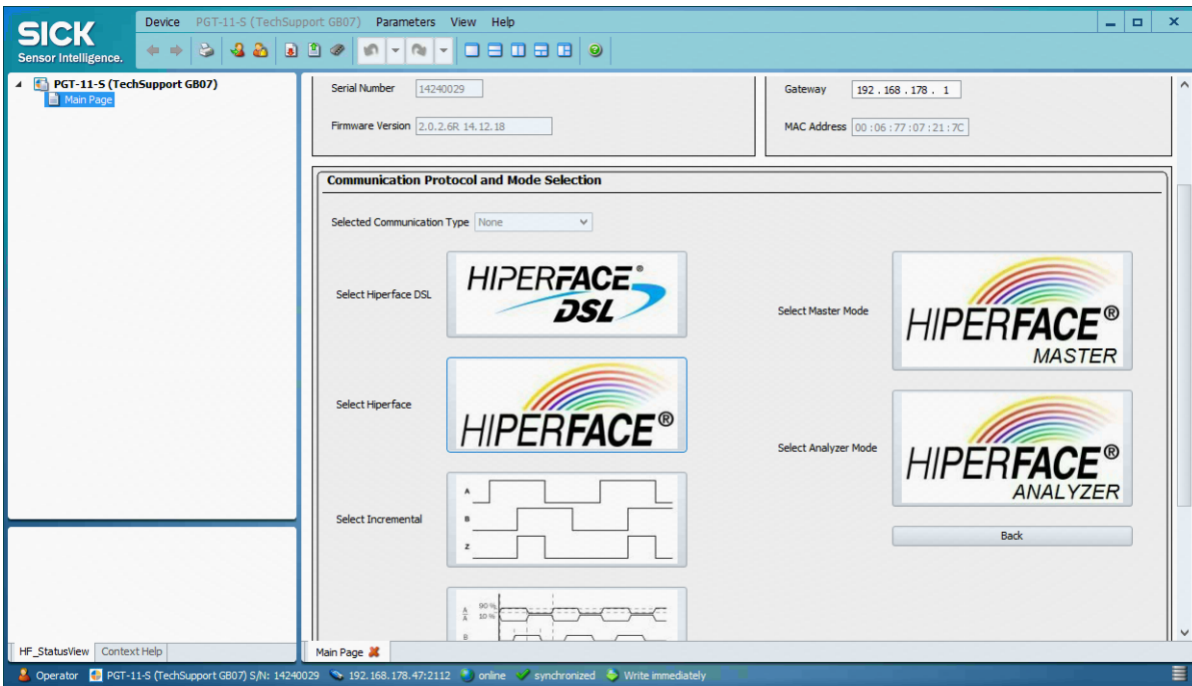 SICK
Sensor Intelligence.
Device PGT-11-S (TechSupport GB07) Parameters View Help
PGT-11-S (TechSupport GB07)
Main Page
Serial Number 14240029
Gateway 192 . 168 . 178 . 1
Firmware Version 2.0.2.6R 14.12.18
MAC Address 00 : 06 : 77 : 07 : 21 : 7C
Communication Protocol and Mode Selection
Selected Communication Type None
Select Hiperface DSL
HIPERFACE®
DSL
Select Master Mode
HIPERFACE®
MASTER
Select Hiperface
HIPERFACE®
Select Analyzer Mode
HIPERFACE®
ANALYZER
Select Incremental
A
B
Z
Back
A
A
90 %
10 %
B
HF_StatusView Context Help
Main Page
Operator PGT-11-S (TechSupport GB07) S/N: 14240029 192.168.178.47:2112 online synchronized Write immediately